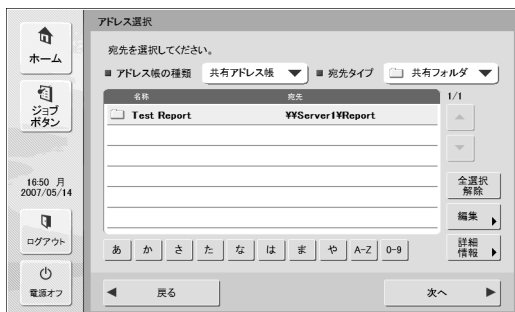 アドレス選択
ホーム
宛先を選択してください。
■ アドレス帳の種類 共有アドレス帳 ▼ ■ 宛先タイプ 共有フォルダ ▼
名称 宛先 1/1
Test Report ¥¥Server1¥Report
ジョブ
ボタン
16:50 月
2007/05/14
全選択
解除
編集
ログアウト
あ か さ た な は ま や A-Z 0-9
詳細
情報
電源オフ
戻る
次へ